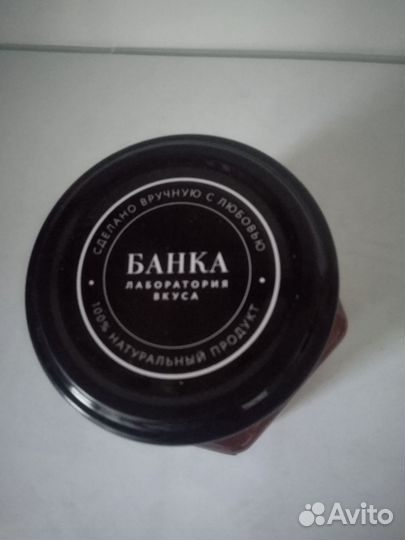 СДЕЛАНО ВРУЧНУЮ С ЛЮБОВЬЮ
БАНКА
ЛАБОРАТОРИЯ
ВКУСА
100% НАТУРАЛЬНЫЙ ПРОДУКТ
Avito